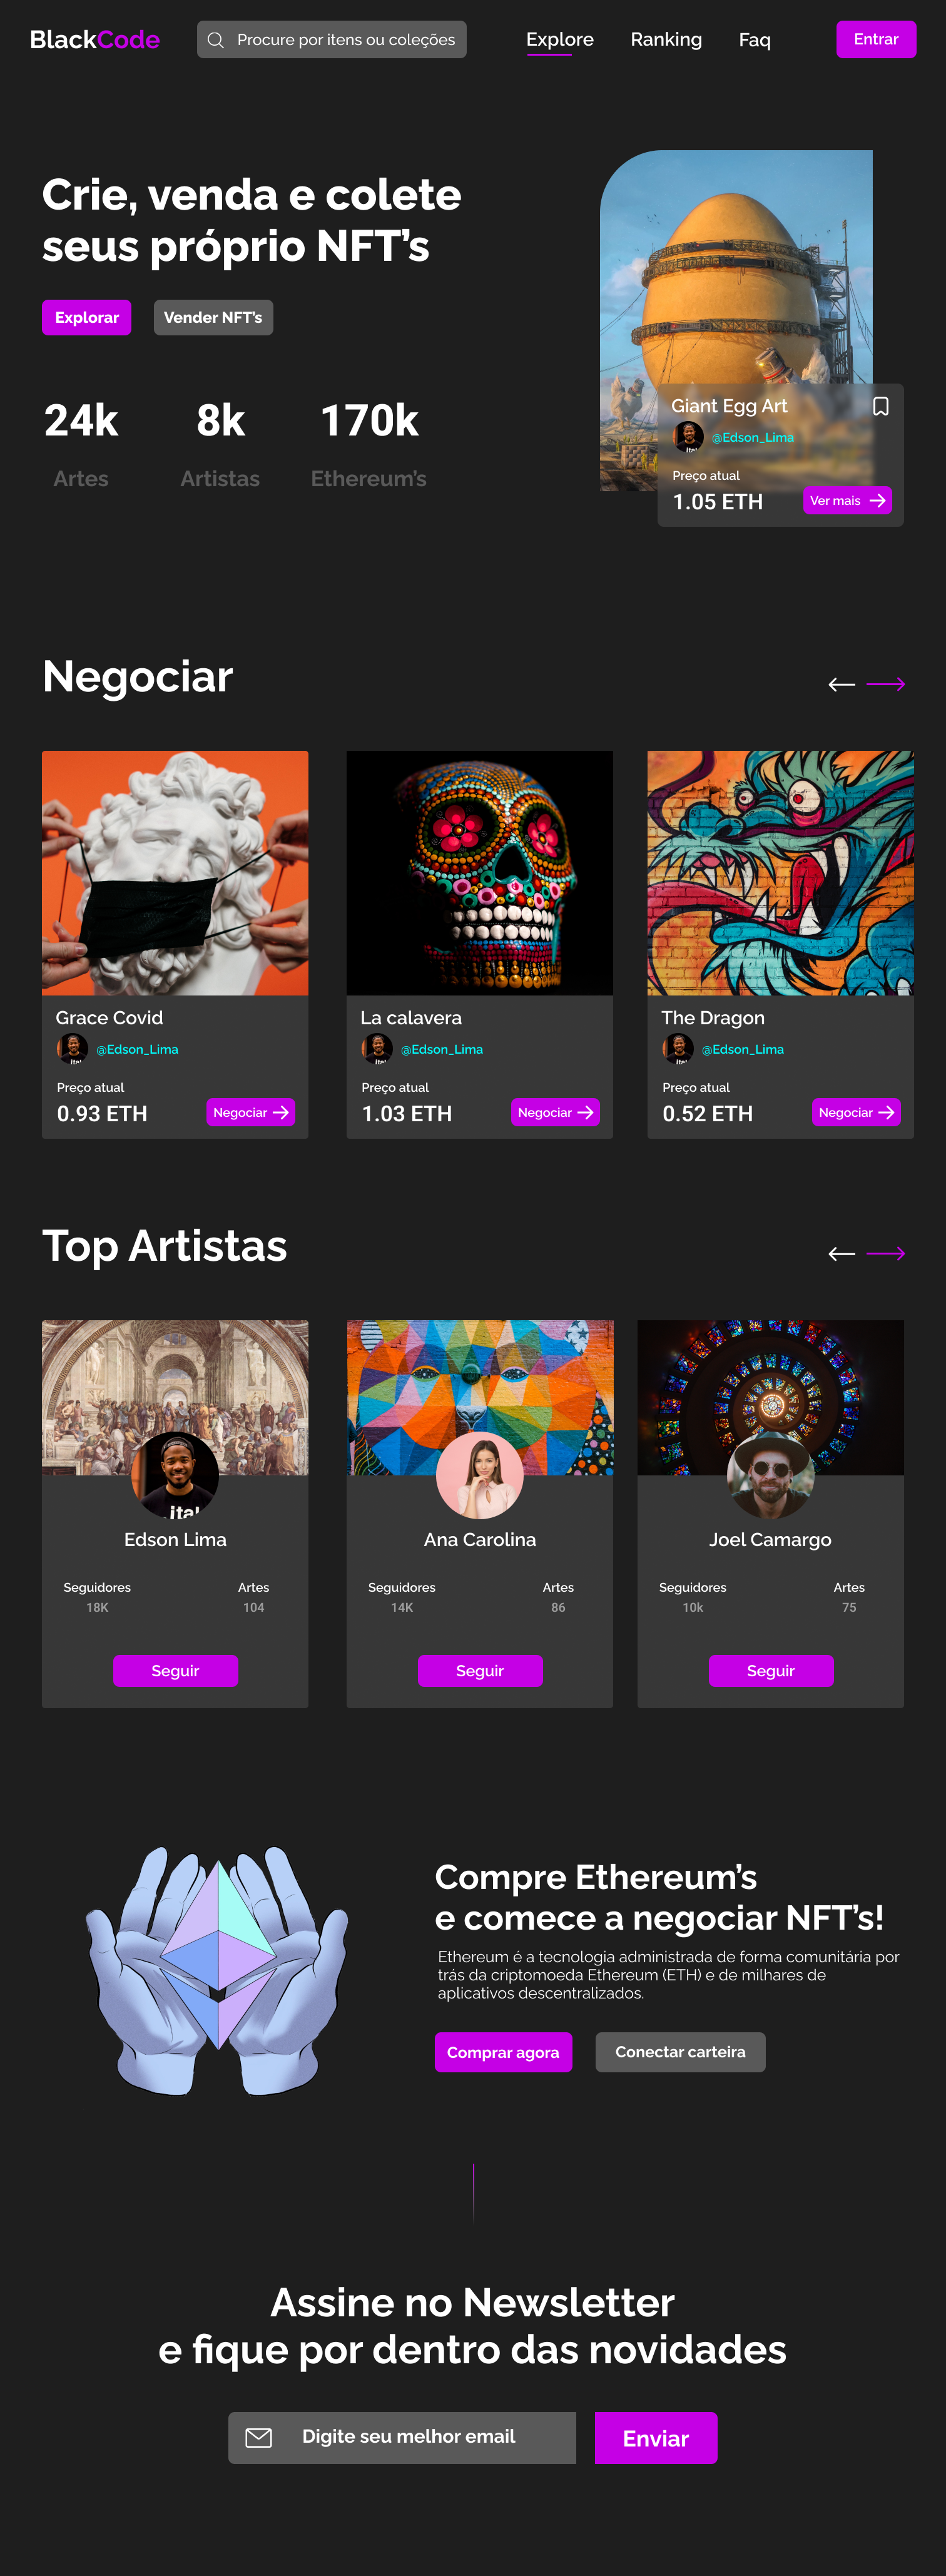 BlackCode
Procure por itens ou coleções
Explore
Ranking
Faq
Entrar
Crie, venda e colete
seus próprio NFT’s
Explorar
Vender NFT’s
24k
8k
170k
Artes
Artistas
Ethereum’s
Giant Egg Art
@Edson_Lima
Preço atual
1.05 ETH
Ver mais
Negociar
Grace Covid
@Edson_Lima
Preço atual
0.93 ETH
Negociar
La calavera
@Edson_Lima
Preço atual
1.03 ETH
Negociar
The Dragon
@Edson_Lima
Preço atual
0.52 ETH
Negociar
Top Artistas
Edson Lima
Seguidores
Artes
18K
104
Seguir
Ana Carolina
Seguidores
Artes
14K
86
Seguir
Joel Camargo
Seguidores
Artes
10k
75
Seguir
Compre Ethereum’s
e comece a negociar NFT’s!
Ethereum é a tecnologia administrada de forma comunitária por
trás da criptomoeda Ethereum (ETH) e de milhares de
aplicativos descentralizados.
Comprar agora
Conectar carteira
Assine no Newsletter
e fique por dentro das novidades
Digite seu melhor email
Enviar